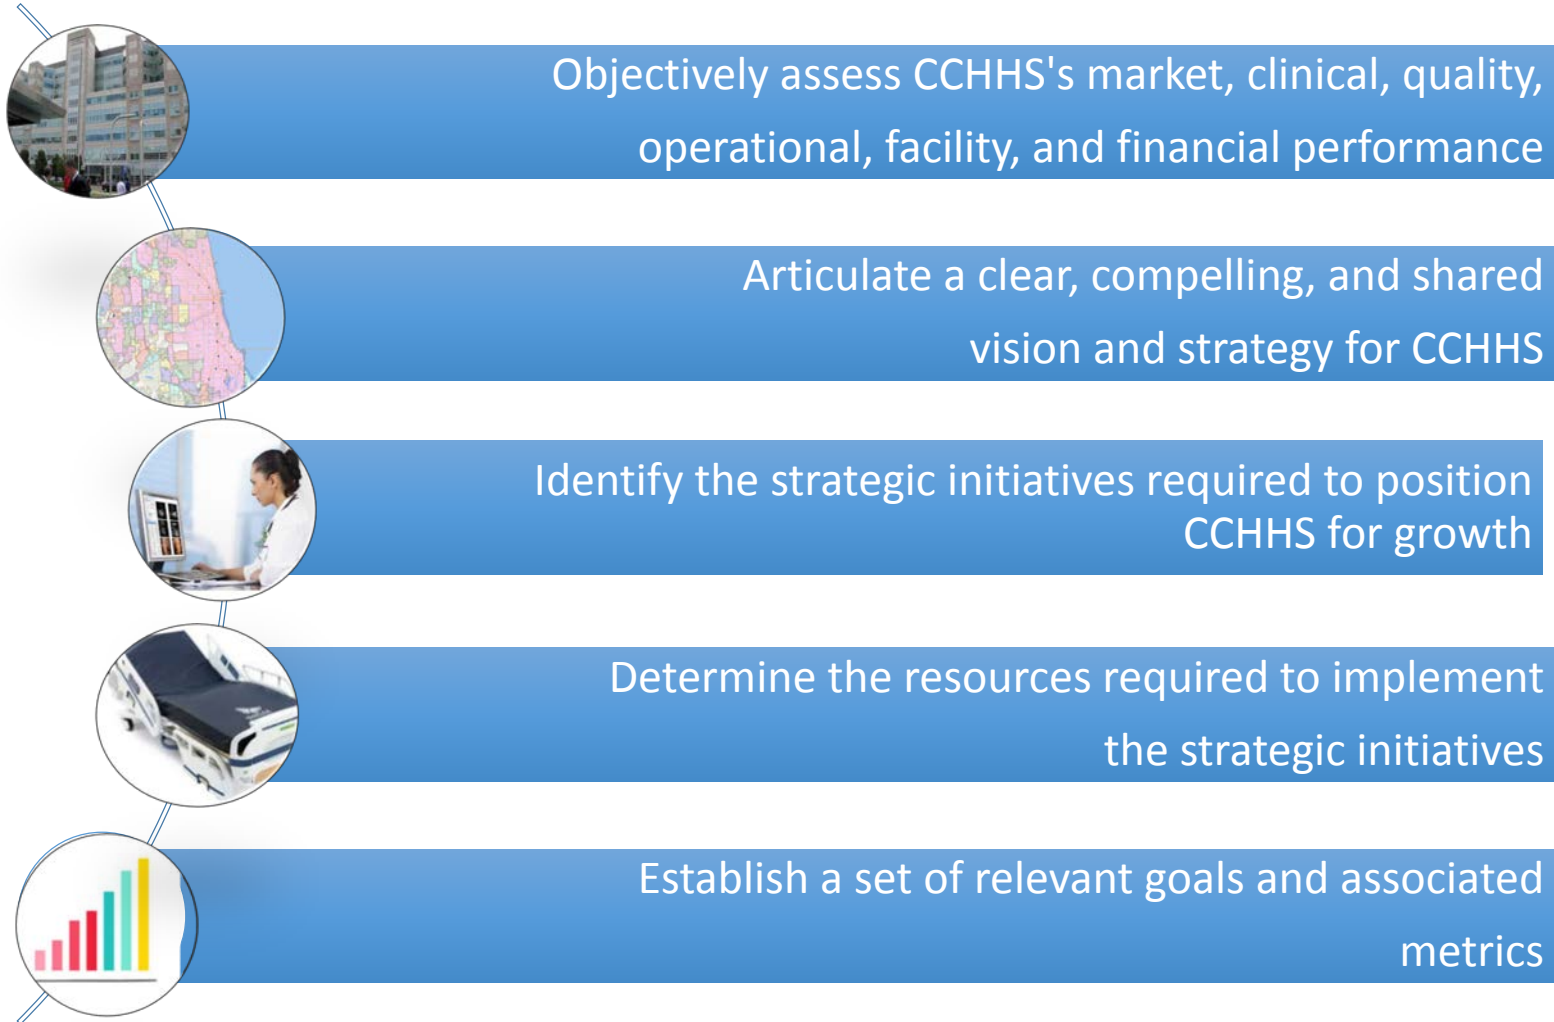 Objectively assess CCHHS's market, clinical, quality,
operational, facility, and financial performance
Articulate a clear, compelling, and shared
vision and strategy for CCHHS
Identify the strategic initiatives required to position
CCHHS for growth
Determine the resources required to implement
the strategic initiatives
Establish a set of relevant goals and associated
metrics